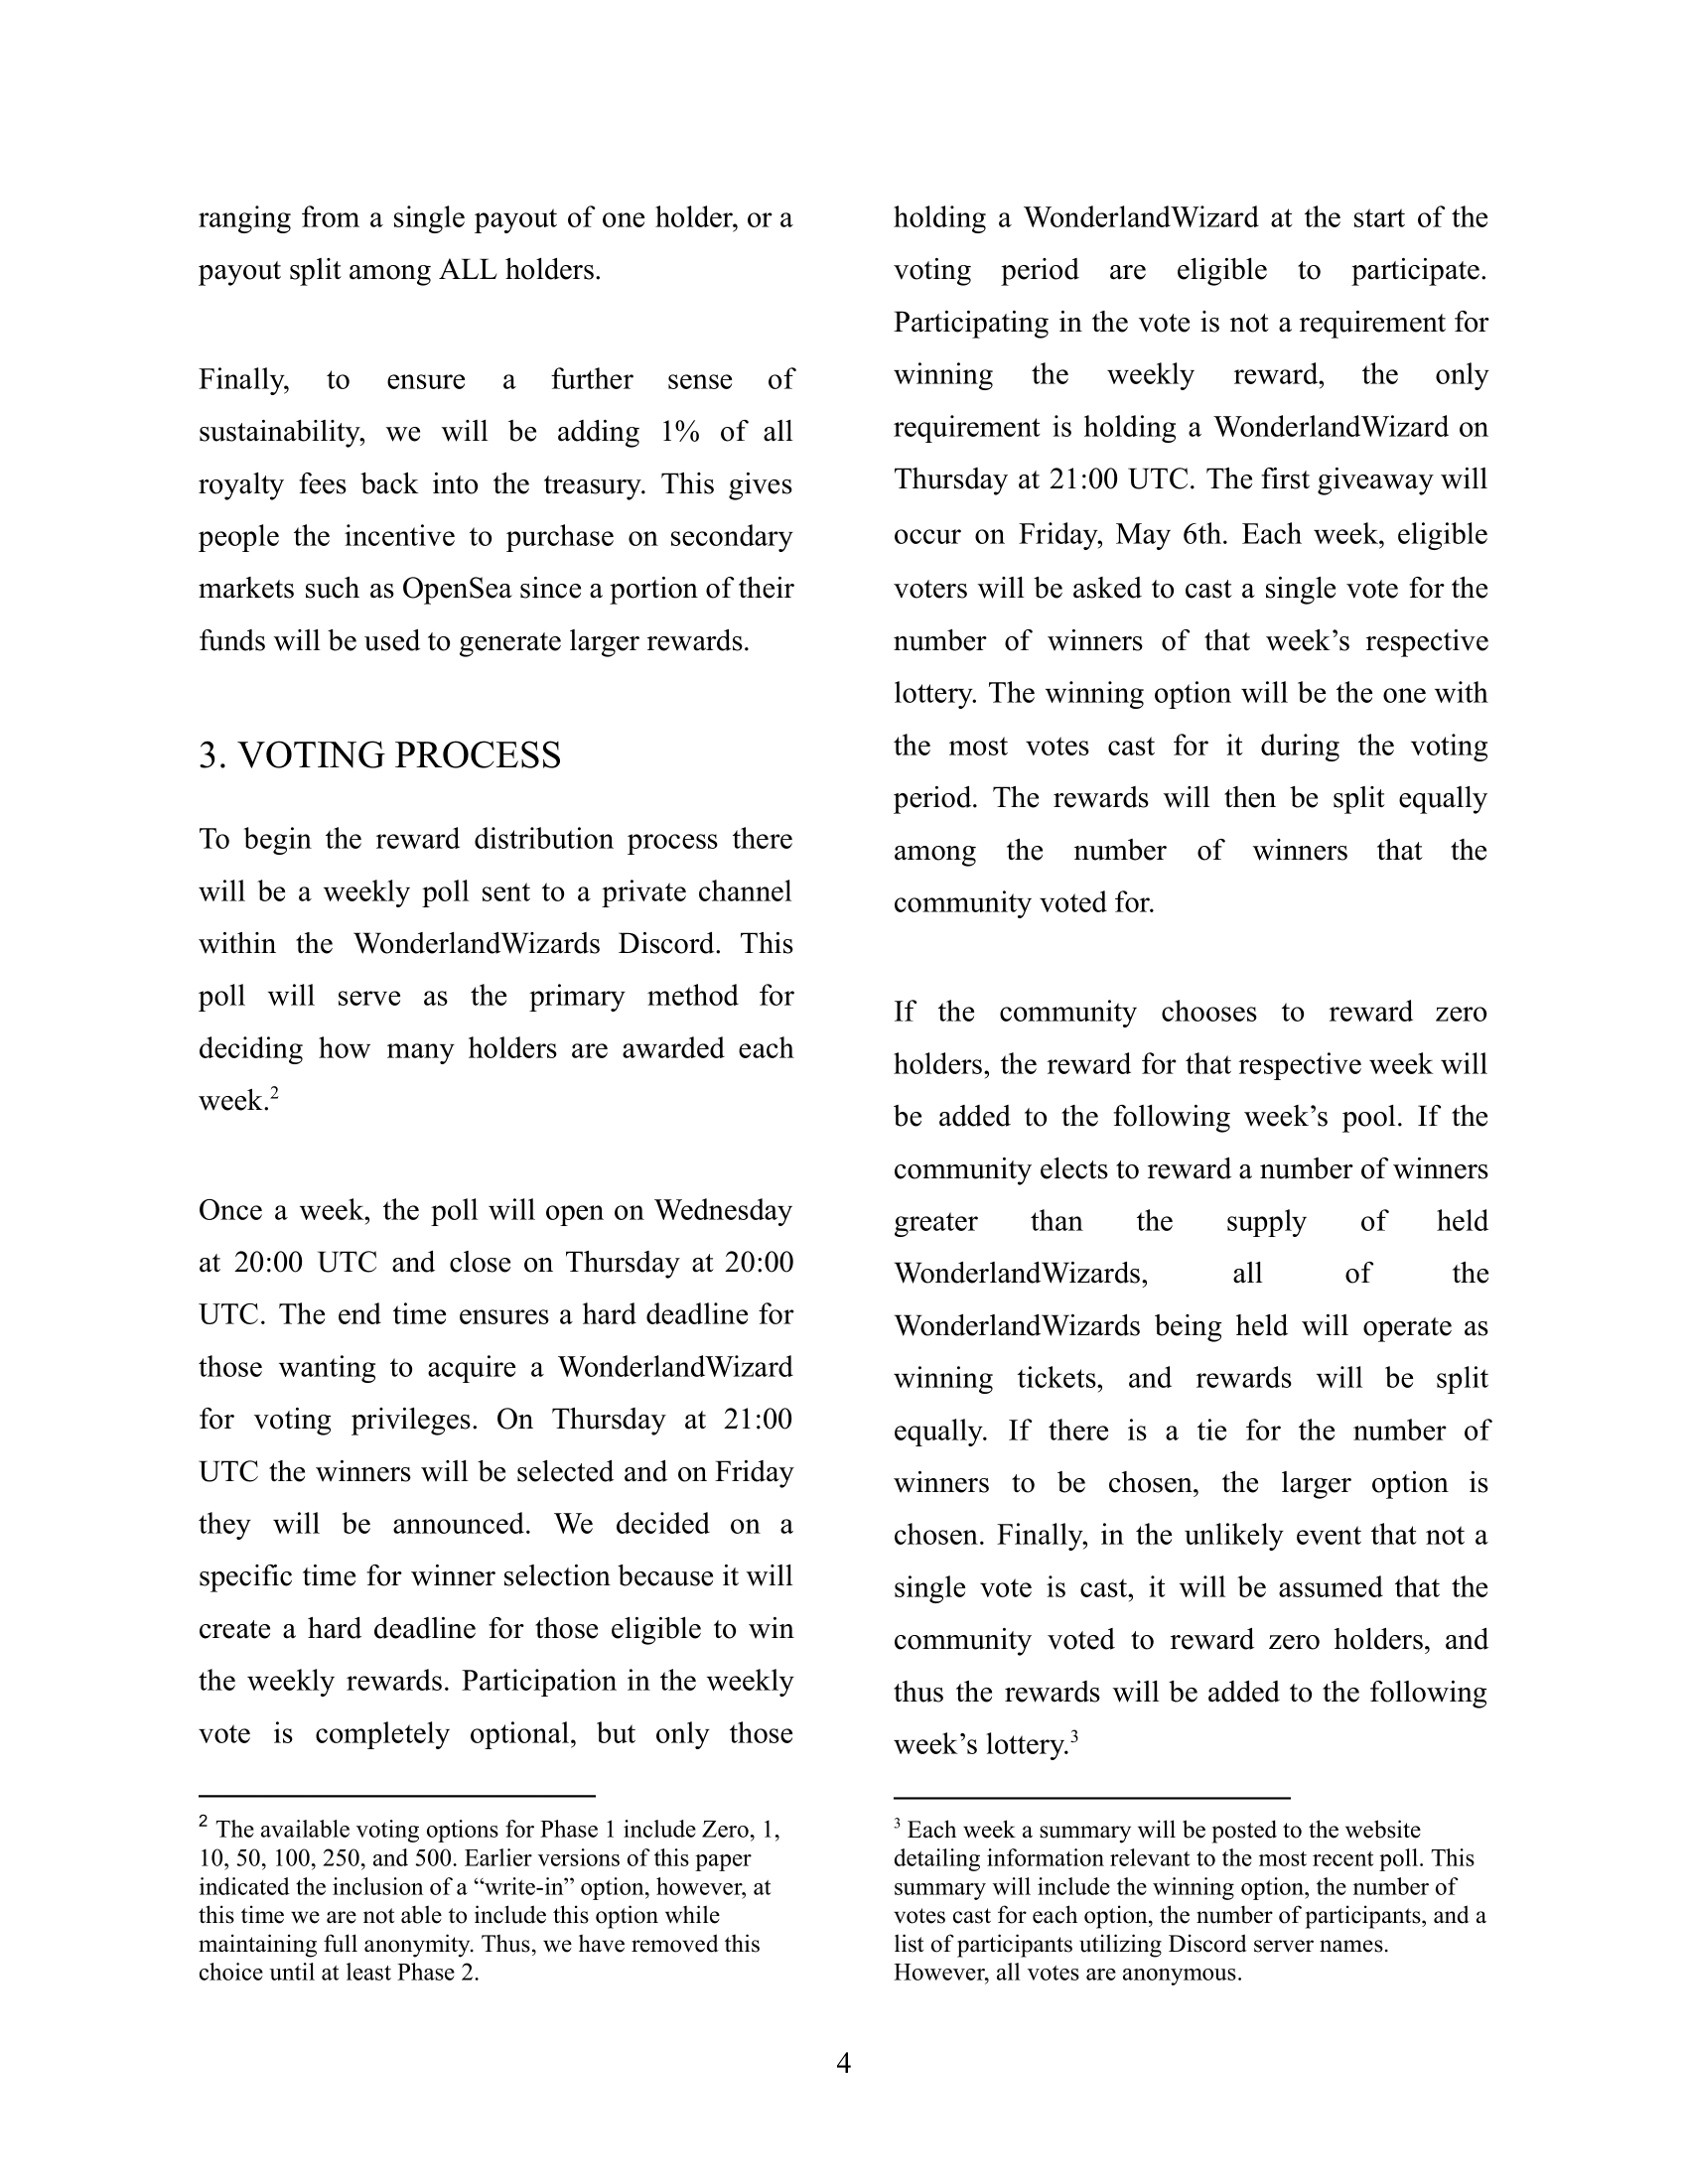 ranging from a single payout of one holder, or a
payout split among ALL holders.
Finally, to ensure a further sense of
sustainability, we will be adding 1% of all
royalty fees back into the treasury. This gives
people the incentive to purchase on secondary
markets such as OpenSea since a portion of their
funds will be used to generate larger rewards.
3. VOTING PROCESS
To begin the reward distribution process there
will be a weekly poll sent to a private channel
within the WonderlandWizards Discord. This
poll will serve as the primary method for
deciding how many holders are awarded each
week.2
Once a week, the poll will open on Wednesday
at 20:00 UTC and close on Thursday at 20:00
UTC. The end time ensures a hard deadline for
those wanting to acquire a WonderlandWizard
for voting privileges. On Thursday at 21:00
UTC the winners will be selected and on Friday
they will be announced. We decided on a
specific time for winner selection because it will
create a hard deadline for those eligible to win
the weekly rewards. Participation in the weekly
vote is completely optional, but only those
2 The available voting options for Phase 1 include Zero, 1,
10, 50, 100, 250, and 500. Earlier versions of this paper
indicated the inclusion of a “write-in” option, however, at
this time we are not able to include this option while
maintaining full anonymity. Thus, we have removed this
choice until at least Phase 2.
holding a WonderlandWizard at the start of the
voting period are eligible to participate.
Participating in the vote is not a requirement for
winning the weekly reward, the only
requirement is holding a WonderlandWizard on
Thursday at 21:00 UTC. The first giveaway will
occur on Friday, May 6th. Each week, eligible
voters will be asked to cast a single vote for the
number of winners of that week’s respective
lottery. The winning option will be the one with
the most votes cast for it during the voting
period. The rewards will then be split equally
among the number of winners that the
community voted for.
If the community chooses to reward zero
holders, the reward for that respective week will
be added to the following week’s pool. If the
community elects to reward a number of winners
greater than the supply of held
WonderlandWizards, all of the
WonderlandWizards being held will operate as
winning tickets, and rewards will be split
equally. If there is a tie for the number of
winners to be chosen, the larger option is
chosen. Finally, in the unlikely event that not a
single vote is cast, it will be assumed that the
community voted to reward zero holders, and
thus the rewards will be added to the following
week’s lottery.3
3 Each week a summary will be posted to the website
detailing information relevant to the most recent poll. This
summary will include the winning option, the number of
votes cast for each option, the number of participants, and a
list of participants utilizing Discord server names.
However, all votes are anonymous.
4